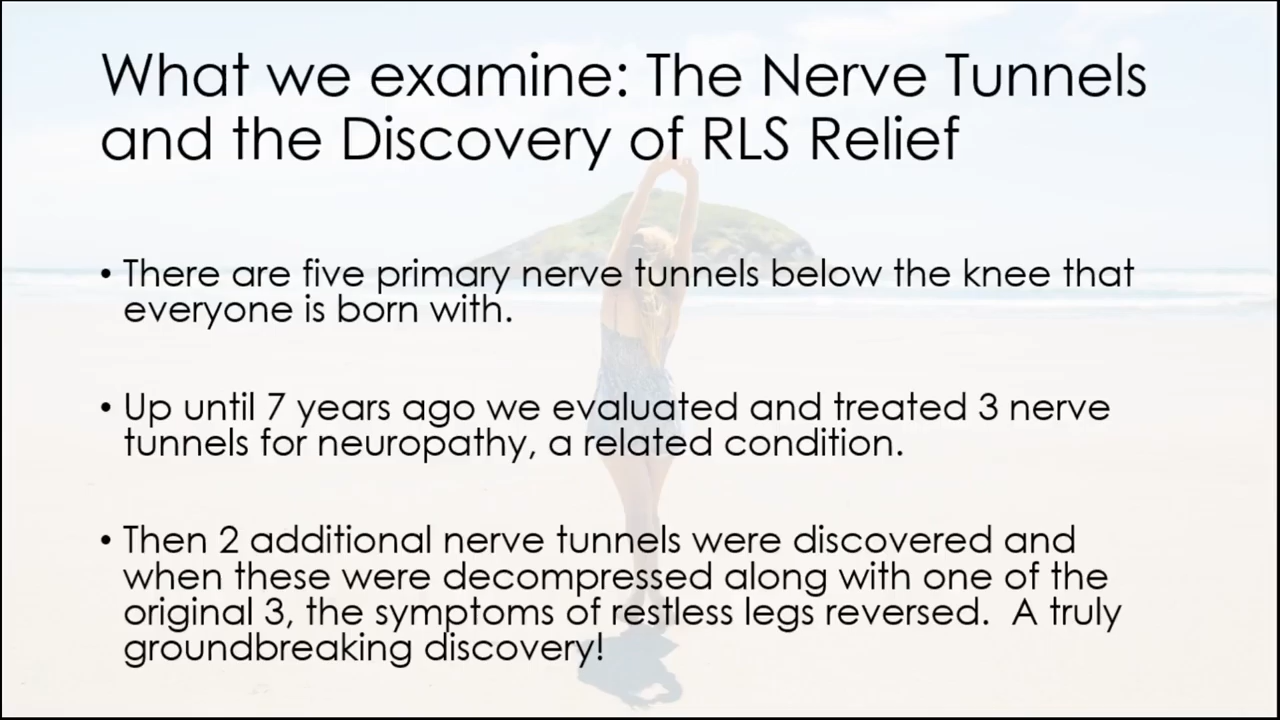 What we examine: The Nerve Tunnels
and the Discovery of RLS Relief
• There are five primary nerve tunnels below the knee that
everyone is born with.
• Up until 7 years ago we evaluated and treated 3 nerve
tunnels for neuropathy, a related condition.
• Then 2 additional nerve tunnels were discovered and
when these were decompressed along with one of the
original 3, the symptoms of restless legs reversed.  A truly
groundbreaking discovery!